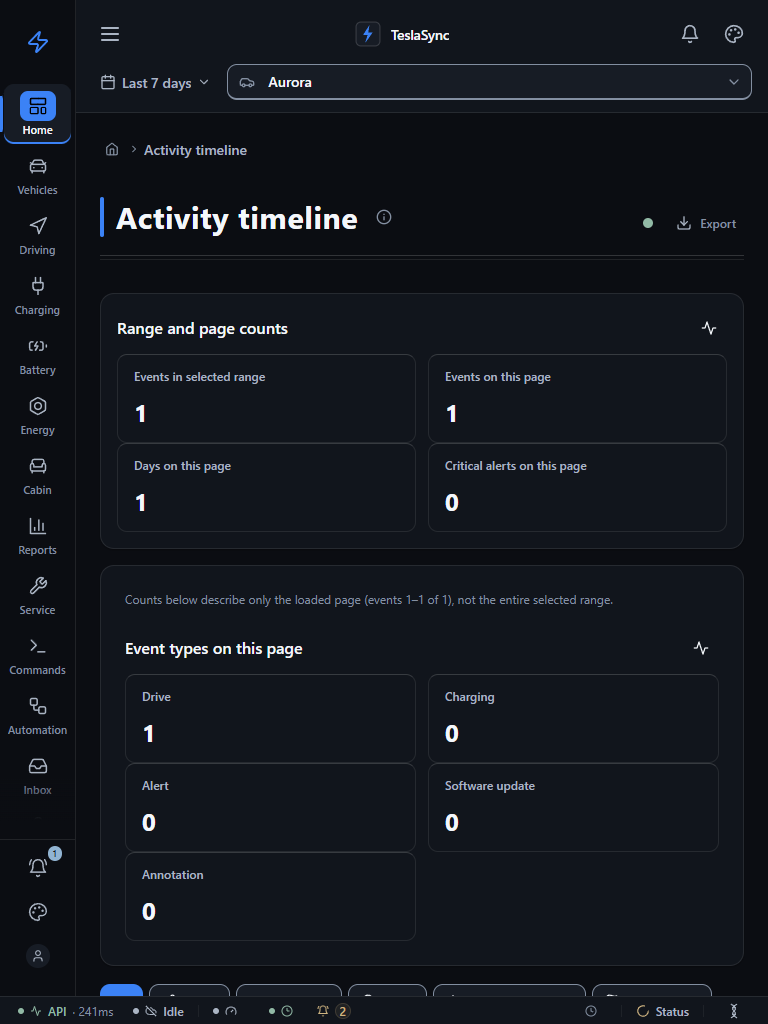 TeslaSync
Last 7 days
Aurora
Home
Vehicles
Driving
Charging
Battery
Energy
Cabin
Reports
Service
Commands
Automation
Inbox
1
Activity timeline
Activity timeline
Export
Range and page counts
Events in selected range
1
Events on this page
1
Days on this page
1
Critical alerts on this page
0
Counts below describe only the loaded page (events 1–1 of 1), not the entire selected range.
Event types on this page
Drive
1
Charging
0
Alert
0
Software update
0
Annotation
0
API · 241ms
Idle
2
Status